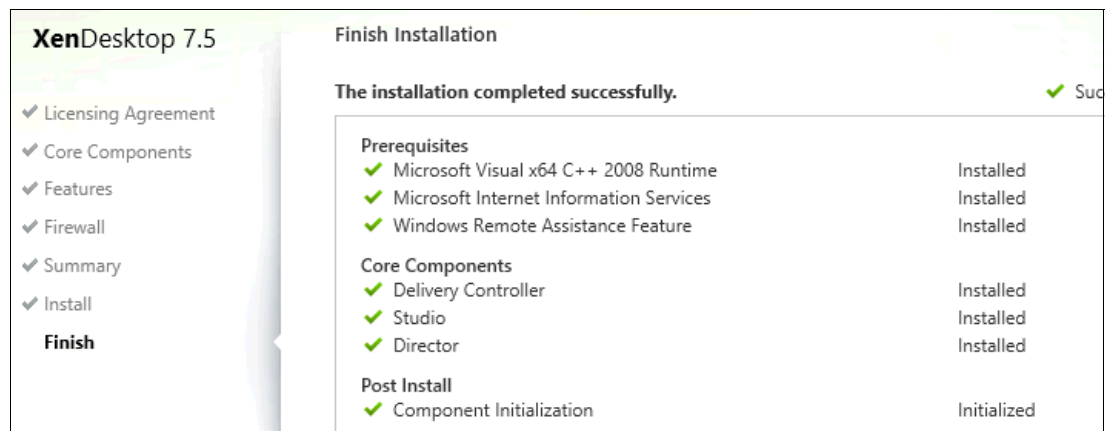 XenDesktop 7.5
Licensing Agreement
Core Components
Features
Firewall
Summary
Install
Finish
Finish Installation
The installation completed successfully.
Prerequisites
Microsoft Visual x64 C++ 2008 Runtime Installed
Microsoft Internet Information Services Installed
Windows Remote Assistance Feature Installed
Core Components
Delivery Controller Installed
Studio Installed
Director Installed
Post Install
Component Initialization Initialized